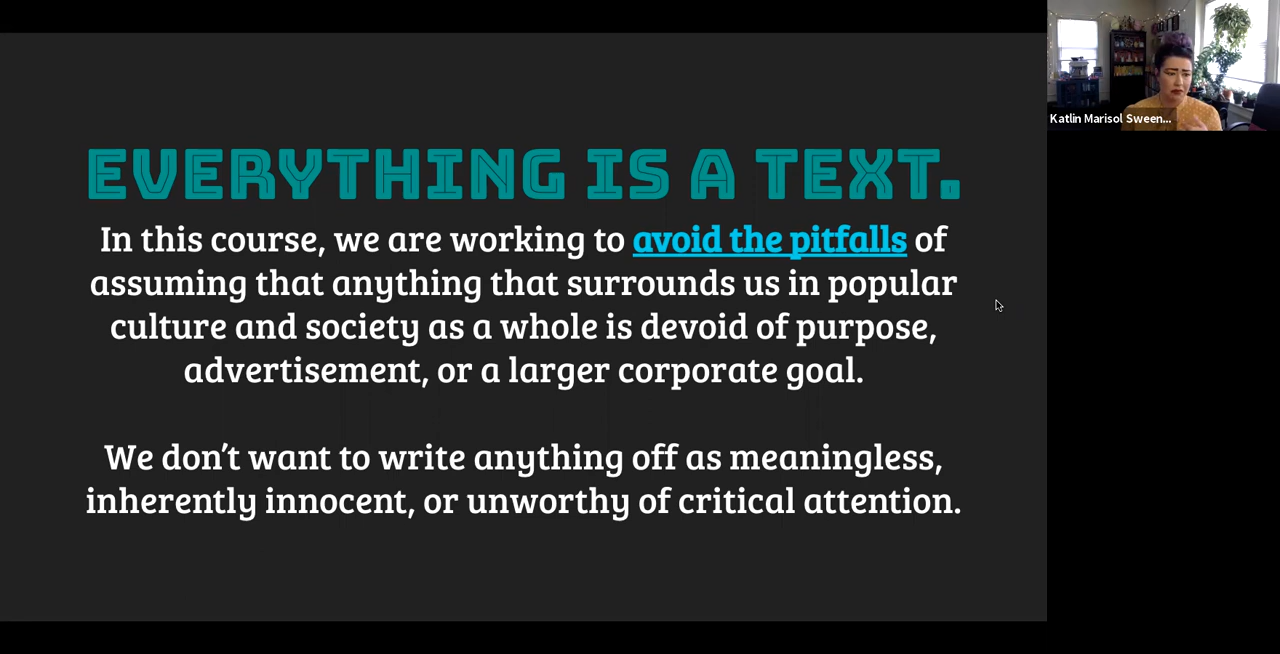 EVERYTHING IS A TEXT.
In this course, we are working to avoid the pitfalls of
assuming that anything that surrounds us in popular
culture and society as a whole is devoid of purpose,
advertisement, or a larger corporate goal.
We don’t want to write anything off as meaningless,
inherently innocent, or unworthy of critical attention.
Katlin Marisol Sween...